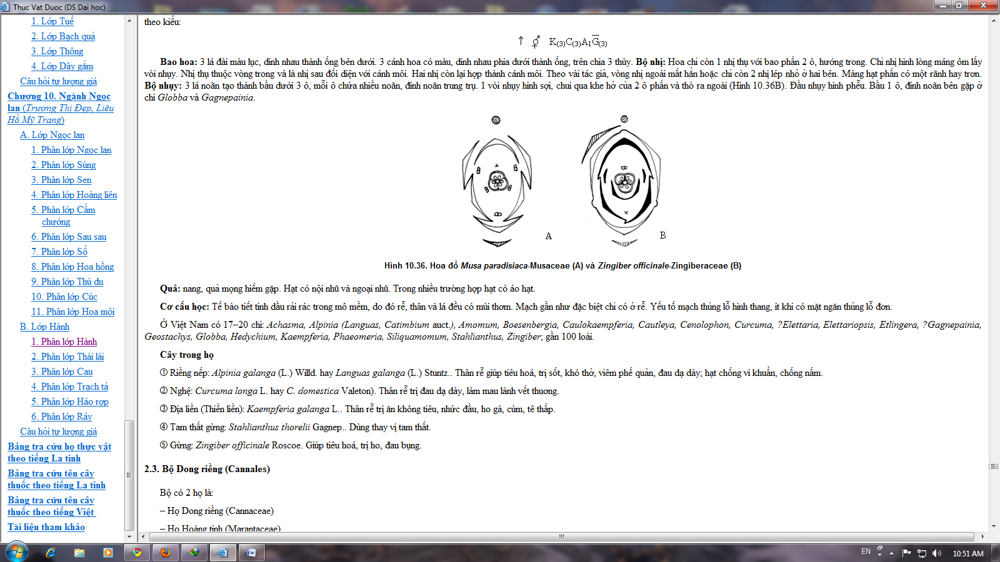 Thuc Vat Duoc (DS Dai hoc)
1. Lớp Tuế
2. Lớp Bạch quả
3. Lớp Thông
4. Lớp Dây gắm
Câu hỏi tự lượng giá
Chương 10. Ngành Ngọc
lan (Trương Thị Đẹp, Liêu
Hồ Mỹ Trang)
A. Lớp Ngọc lan
1. Phân lớp Ngọc lan
2. Phân lớp Súng
3. Phân lớp Sen
4. Phân lớp Hoàng liên
5. Phân lớp Cẩm
chướng
6. Phân lớp Sau sau
7. Phân lớp Sổ
8. Phân lớp Hoa hồng
9. Phân lớp Thù du
10. Phân lớp Cúc
11. Phân lớp Hoa môi
B. Lớp Hành
1. Phân lớp Hành
2. Phân lớp Thài lài
3. Phân lớp Cau
4. Phân lớp Trạch tả
5. Phân lớp Háo rợp
6. Phân lớp Ráy
Câu hỏi tự lượng giá
Bảng tra cứu họ thực vật
theo tiếng La tinh
Bảng tra cứu tên cây
thuốc theo tiếng La tinh
Bảng tra cứu tên cây
thuốc theo tiếng Việt
Tài liệu tham khảo
theo kiểu:
↑ ⚥ K(3)C(3)A1G̅(3)
Bao hoa: 3 lá đài màu lục, dính nhau thành ống bên dưới. 3 cánh hoa có màu, dính nhau phía dưới thành ống, trên chia 3 thùy. Bộ nhị: Hoa chỉ còn 1 nhị thụ với bao phấn 2 ô, hướng trong. Chỉ nhị hình lòng máng ôm lấy
vòi nhụy. Nhị thụ thuộc vòng trong và là nhị sau đối diện với cánh môi. Hai nhị còn lại hợp thành cánh môi. Theo vài tác giả, vòng nhị ngoài mất hẳn hoặc chỉ còn 2 nhị lép nhỏ ở hai bên. Màng hạt phấn có một rãnh hay trơn.
Bộ nhụy: 3 lá noãn tạo thành bầu dưới 3 ô, mỗi ô chứa nhiều noãn, đính noãn trung trụ. 1 vòi nhụy hình sợi, chui qua khe hở của 2 ô phấn và thò ra ngoài (Hình 10.36B). Đầu nhụy hình phễu. Bầu 1 ô, đính noãn bên gặp ở
chi Globba và Gagnepainia.
A
B
Hình 10.36. Hoa đồ Musa paradisiaca-Musaceae (A) và Zingiber officinale-Zingiberaceae (B)
Quả: nang, quả mọng hiếm gặp. Hạt có nội nhũ và ngoại nhũ. Trong nhiều trường hợp hạt có áo hạt.
Cơ cấu học: Tế bào tiết tinh dầu rải rác trong mô mềm, do đó rễ, thân và lá đều có mùi thơm. Mạch gần như đặc biệt chỉ có ở rễ. Yếu tố mạch thủng lỗ hình thang, ít khi có mặt ngăn thủng lỗ đơn.
Ở Việt Nam có 17–20 chi: Achasma, Alpinia (Languas, Catimbium auct.), Amomum, Boesenbergia, Caulokaempferia, Cautleya, Cenolophon, Curcuma, ?Elettaria, Elettariopsis, Etlingera, ?Gagnepainia,
Geostachys, Globba, Hedychium, Kaempferia, Phaeomeria, Siliquamomum, Stahlianthus, Zingiber; gần 100 loài.
Cây trong họ
① Riềng nếp: Alpinia galanga (L.) Willd. hay Languas galanga (L.) Stuntz.. Thân rễ giúp tiêu hoá, trị sốt, khó thở, viêm phế quản, đau dạ dày; hạt chống vi khuẩn, chống nấm.
② Nghệ: Curcuma longa L. hay C. domestica Valeton). Thân rễ trị đau dạ dày, làm mau lành vết thương.
③ Địa liền (Thiền liền): Kaempferia galanga L.. Thân rễ trị ăn không tiêu, nhức đầu, ho gà, cúm, tê thấp.
④ Tam thất gừng: Stahlianthus thorelii Gagnep.. Dùng thay vị tam thất.
⑤ Gừng: Zingiber officinale Roscoe. Giúp tiêu hoá, trị ho, đau bụng.
2.3. Bộ Dong riềng (Cannales)
Bộ có 2 họ là:
– Họ Dong riềng (Cannaceae)
– Họ Hoàng tinh (Marantaceae)
EN
10:51 AM